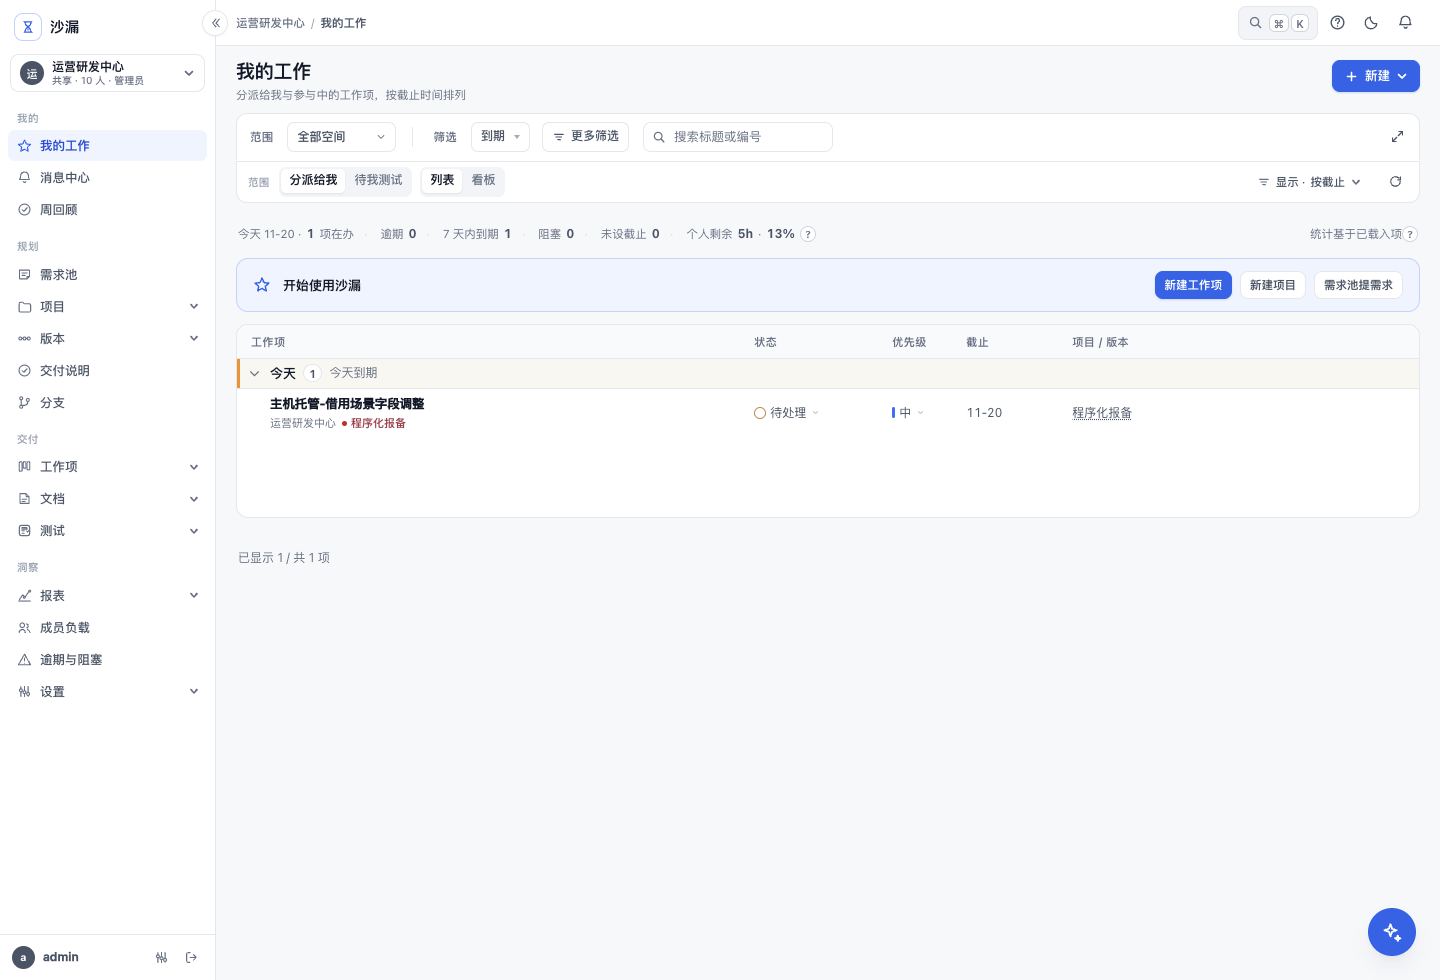 沙漏
运
运营研发中心
共享 · 10 人 · 管理员
我的
我的工作
消息中心
周回顾
规划
需求池
项目
版本
交付说明
分支
交付
工作项
文档
测试
洞察
报表
成员负载
逾期与阻塞
设置
a admin
运营研发中心 / 我的工作
⌘ K
我的工作
分派给我与参与中的工作项，按截止时间排列
+ 新建
范围 全部空间 筛选 到期 更多筛选 搜索标题或编号
范围 分派给我 待我测试 列表 看板 显示 · 按截止
今天 11-20 · 1 项在办 · 逾期 0 · 7 天内到期 1 · 阻塞 0 · 未设截止 0 · 个人剩余 5h · 13% ? 统计基于已载入项 ?
开始使用沙漏 新建工作项 新建项目 需求池提需求
工作项 状态 优先级 截止 项目 / 版本
今天 1 今天到期
主机托管-借用场景字段调整
运营研发中心 程序化报备
待处理 中 11-20 程序化报备
已显示 1 / 共 1 项